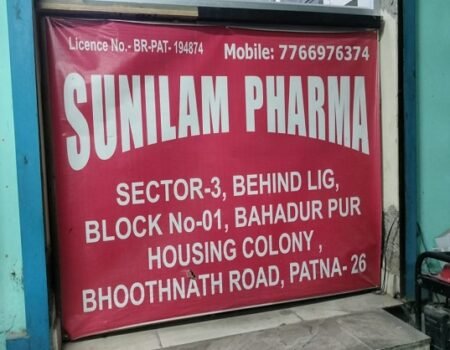 Licence No.- BR-PAT- 194874
Mobile: 7766976374
SUNILAM PHARMA
SECTOR-3, BEHIND LIG,
BLOCK No-01, BAHADUR PUR
HOUSING COLONY ,
BHOOTHNATH ROAD, PATNA- 26